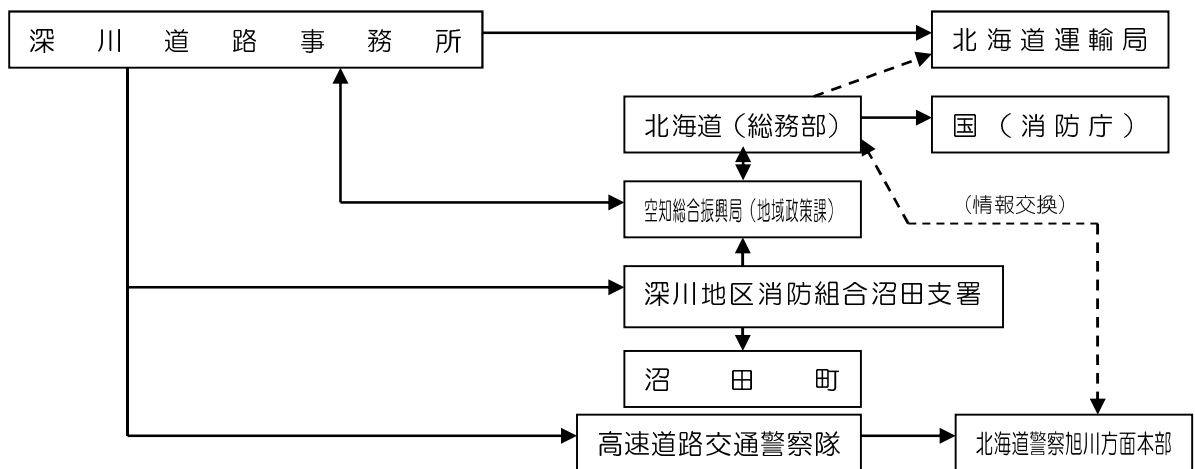 深川道路事務所
北海道運輸局
北海道（総務部）
国（消防庁）
空知総合振興局（地域政策課）
（情報交換）
深川地区消防組合沼田支署
沼田町
高速道路交通警察隊
北海道警察旭川方面本部